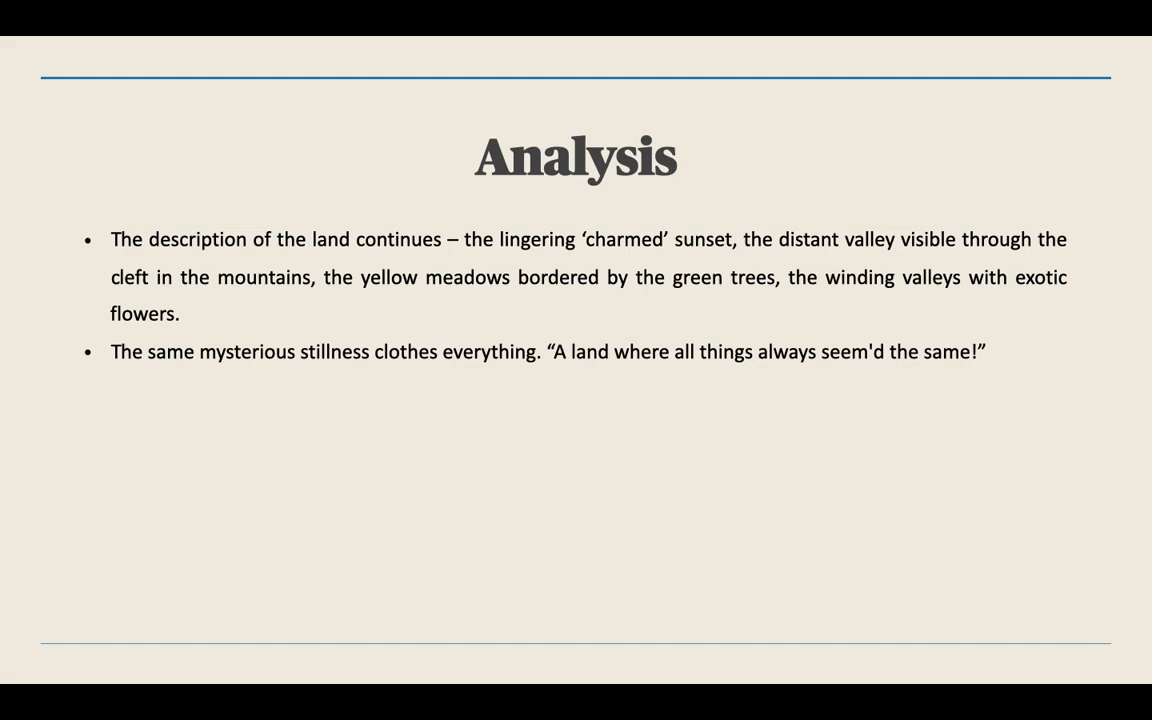 Analysis
• The description of the land continues – the lingering ‘charmed’ sunset, the distant valley visible through the
cleft in the mountains, the yellow meadows bordered by the green trees, the winding valleys with exotic
flowers.
• The same mysterious stillness clothes everything. “A land where all things always seem'd the same!”